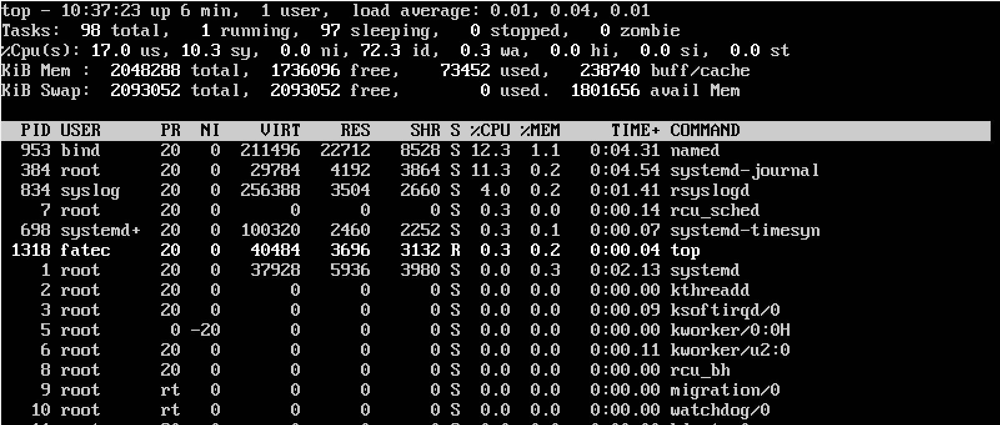 top - 10:37:23 up 6 min,  1 user,  load average: 0.01, 0.04, 0.01
Tasks:  98 total,   1 running,  97 sleeping,   0 stopped,   0 zombie
%Cpu(s): 17.0 us, 10.3 sy,  0.0 ni, 72.3 id,  0.3 wa,  0.0 hi,  0.0 si,  0.0 st
KiB Mem :  2048288 total,  1736096 free,    73452 used,   238740 buff/cache
KiB Swap:  2093052 total,  2093052 free,        0 used.  1801656 avail Mem
  PID USER      PR  NI    VIRT    RES    SHR S %CPU %MEM     TIME+ COMMAND
  953 bind      20   0  211496  22712   8528 S 12.3  1.1   0:04.31 named
  384 root      20   0   29784   4192   3864 S 11.3  0.2   0:04.54 systemd-journal
  834 syslog    20   0  256388   3504   2660 S  4.0  0.2   0:01.41 rsyslogd
    7 root      20   0       0      0      0 S  0.3  0.0   0:00.14 rcu_sched
  698 systemd+  20   0  100320   2460   2252 S  0.3  0.1   0:00.07 systemd-timesyn
 1318 fatec     20   0   40484   3696   3132 R  0.3  0.2   0:00.04 top
    1 root      20   0   37928   5936   3980 S  0.0  0.3   0:02.13 systemd
    2 root      20   0       0      0      0 S  0.0  0.0   0:00.00 kthreadd
    3 root      20   0       0      0      0 S  0.0  0.0   0:00.09 ksoftirqd/0
    5 root       0 -20       0      0      0 S  0.0  0.0   0:00.00 kworker/0:0H
    6 root      20   0       0      0      0 S  0.0  0.0   0:00.11 kworker/u2:0
    8 root      20   0       0      0      0 S  0.0  0.0   0:00.00 rcu_bh
    9 root      rt   0       0      0      0 S  0.0  0.0   0:00.00 migration/0
   10 root      rt   0       0      0      0 S  0.0  0.0   0:00.00 watchdog/0